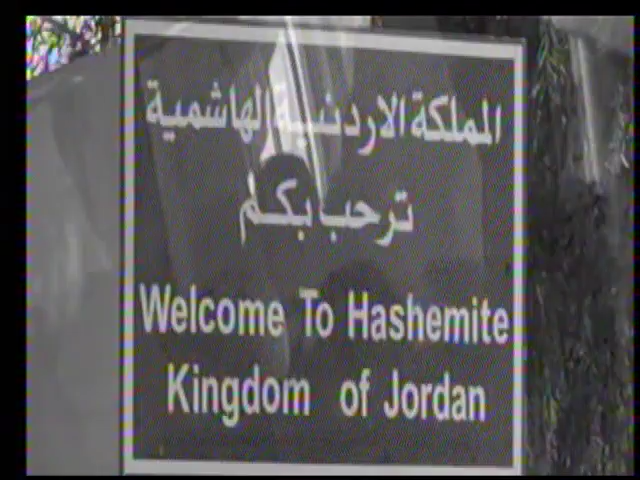 المملكة الاردنية الهاشمية
ترحب بكم
Welcome To Hashemite
Kingdom of Jordan